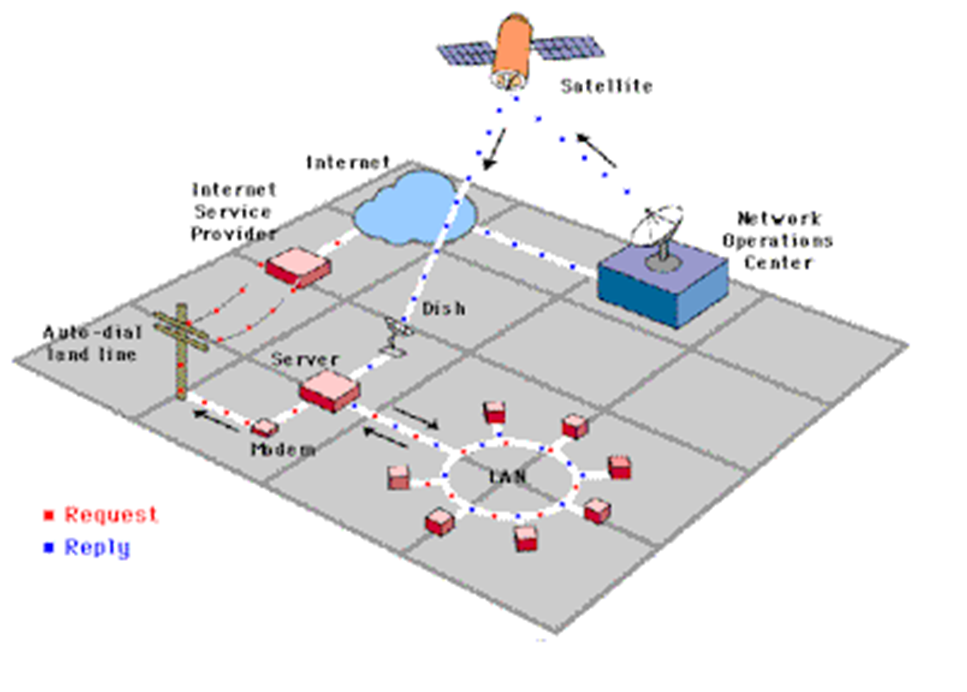 Satellite
Internet
Internet
Service
Provider
Network
Operations
Center
Dish
Auto-dial
land line
Server
Modem
LAN
Request
Reply